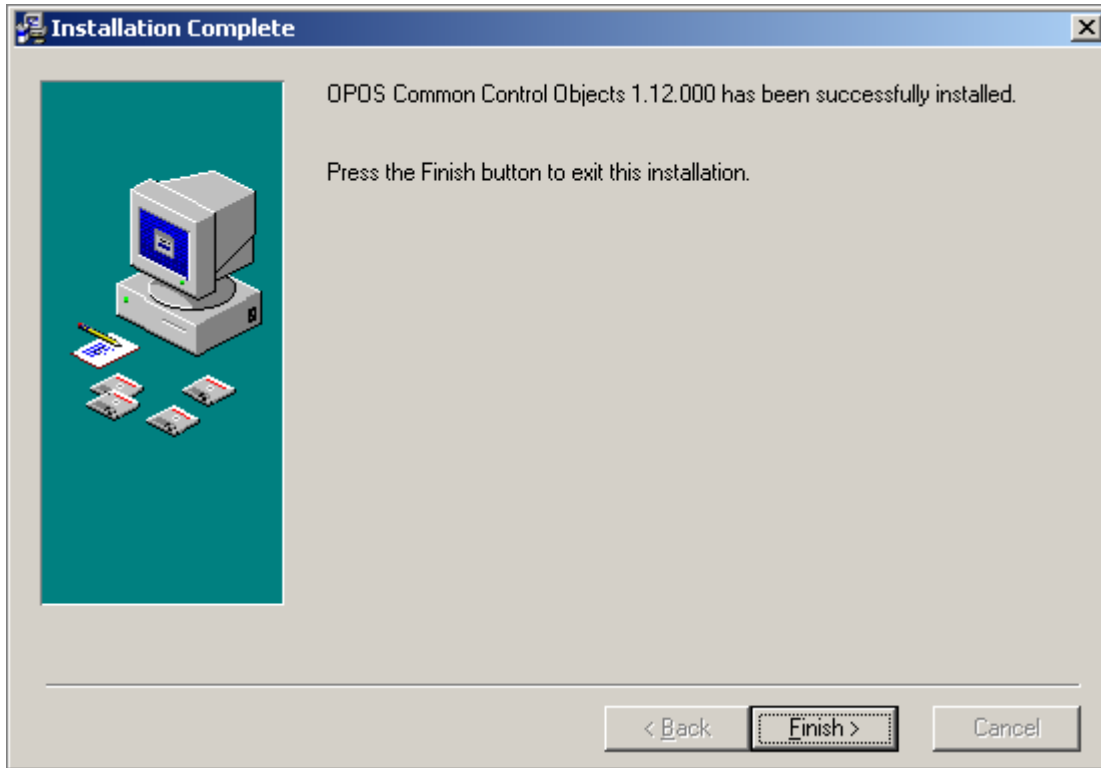 Installation Complete
OPOS Common Control Objects 1.12.000 has been successfully installed.
Press the Finish button to exit this installation.
< Back
Finish >
Cancel